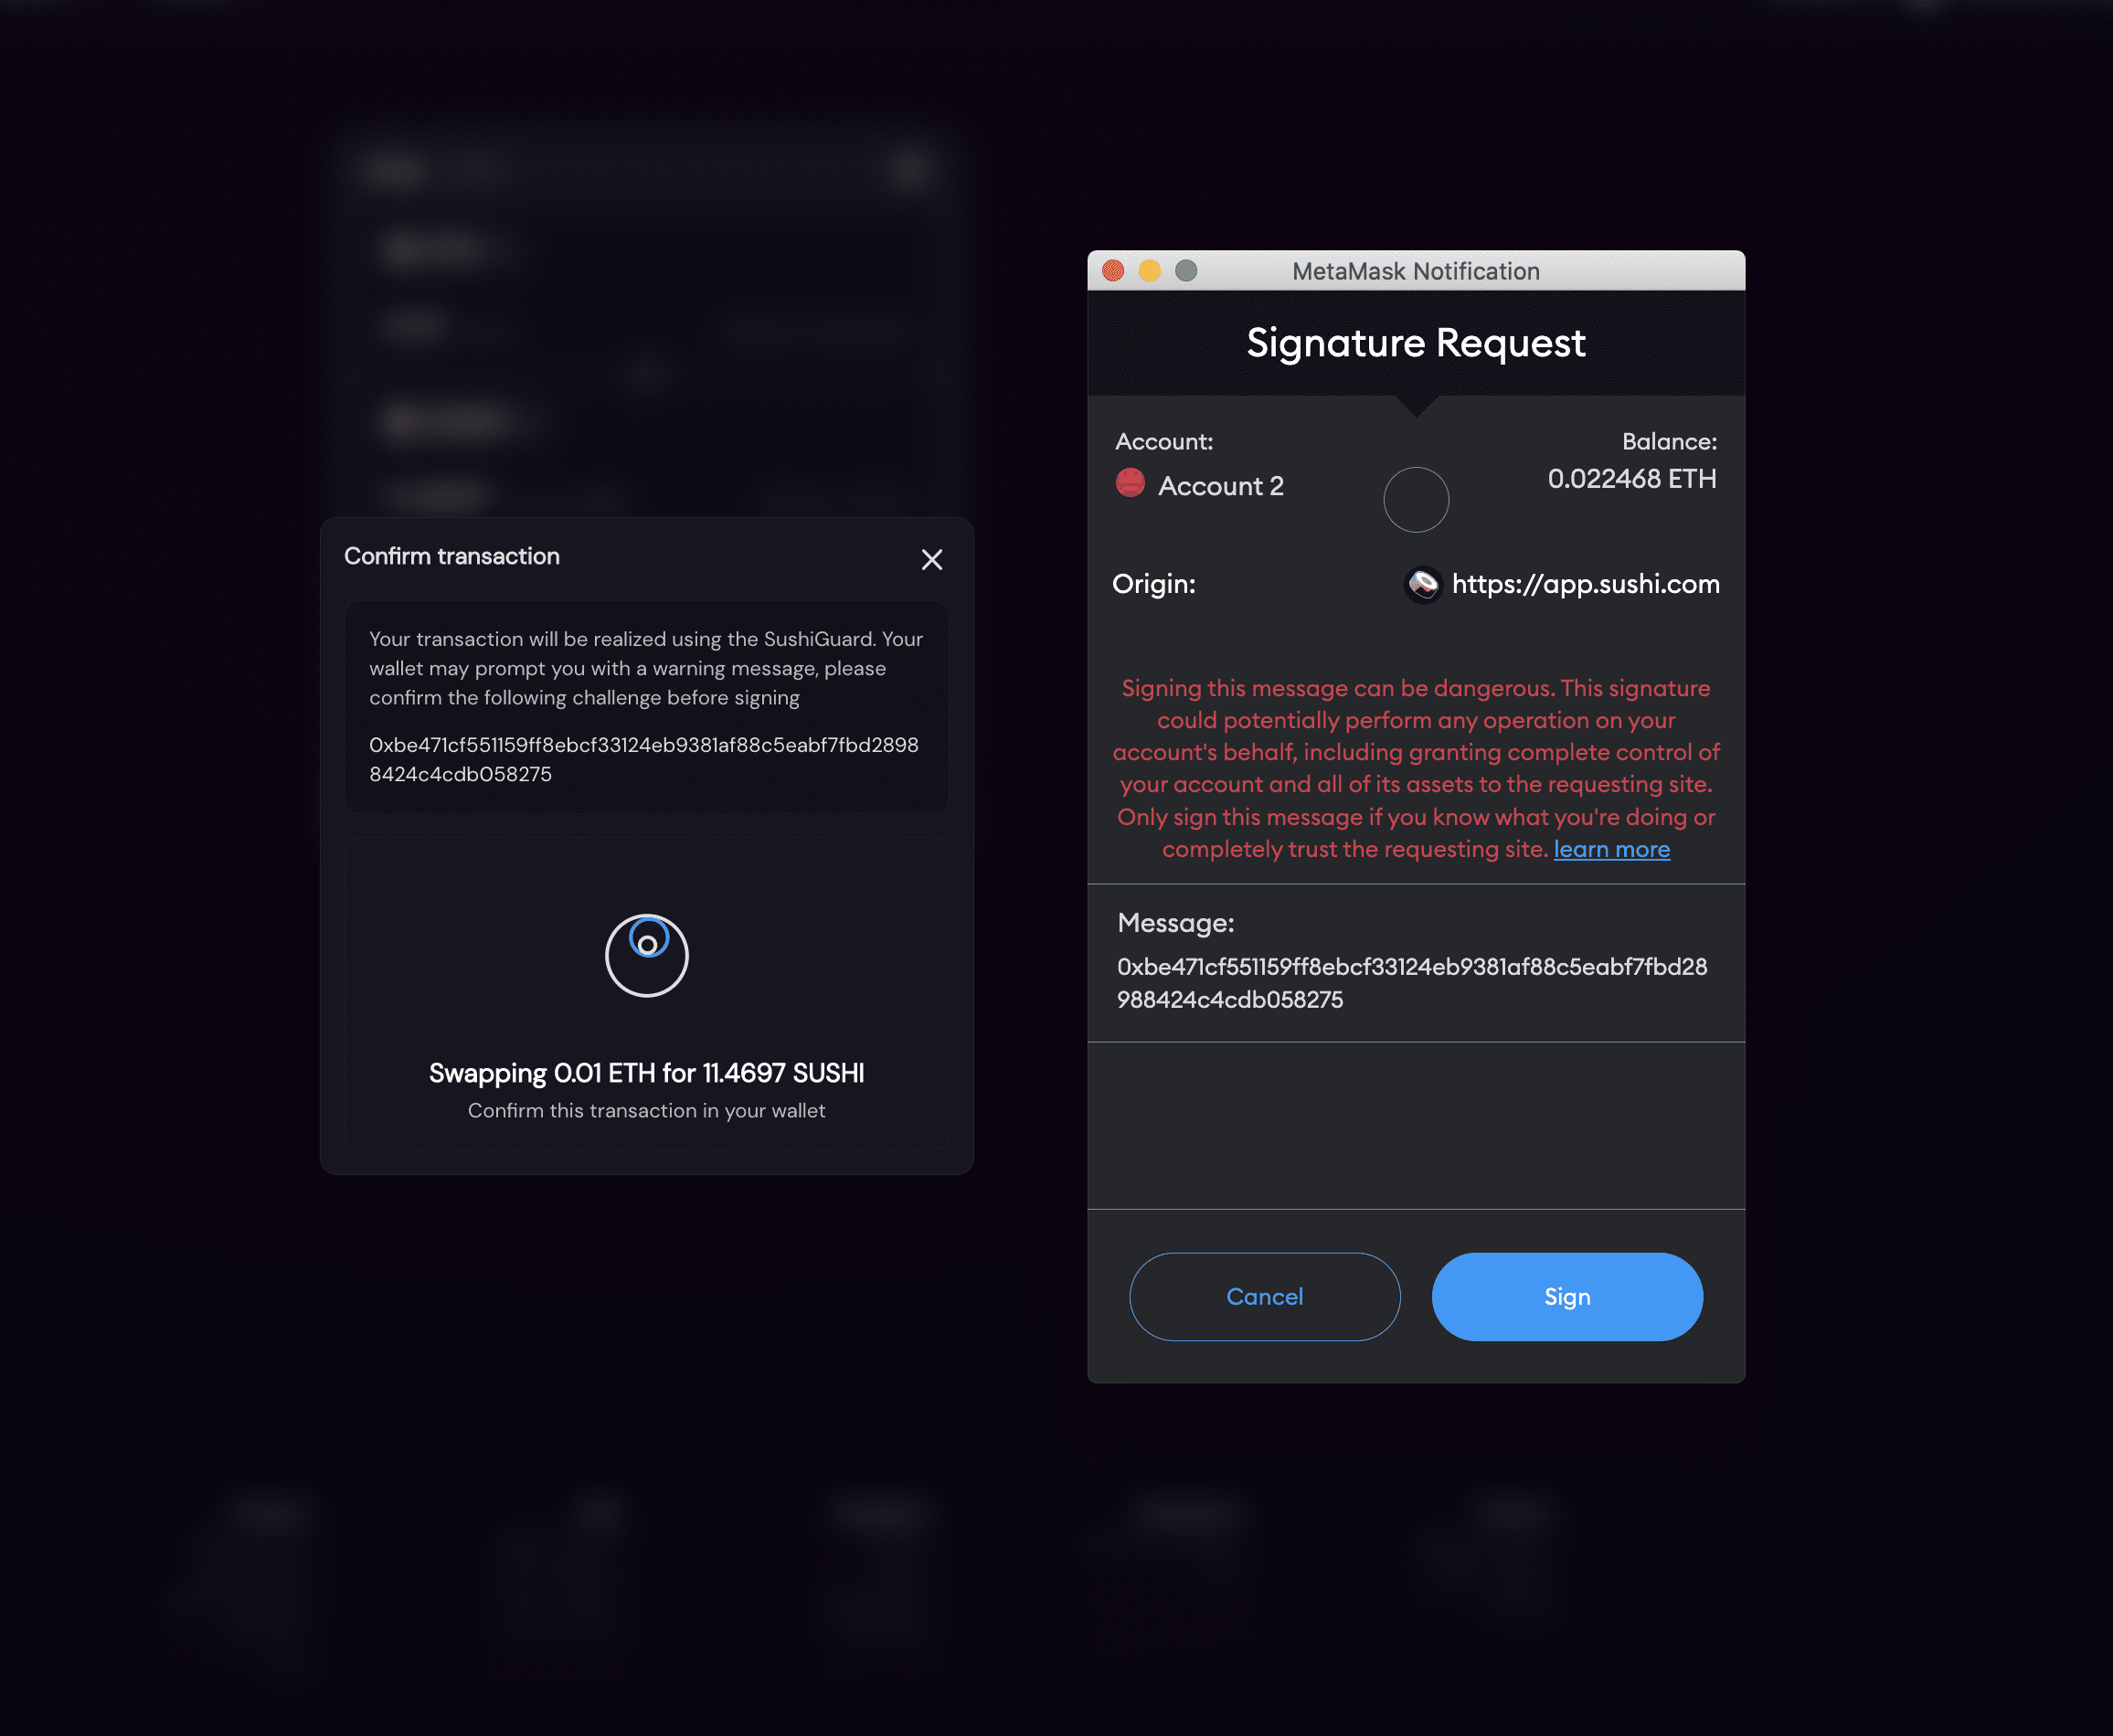 Confirm transaction
Your transaction will be realized using the SushiGuard. Your
wallet may prompt you with a warning message, please
confirm the following challenge before signing
0xbe471cf551159ff8ebcf33124eb9381af88c5eabf7fbd2898
8424c4cdb058275
Swapping 0.01 ETH for 11.4697 SUSHI
Confirm this transaction in your wallet
MetaMask Notification
Signature Request
Account:
Balance:
Account 2
0.022468 ETH
Origin:
https://app.sushi.com
Signing this message can be dangerous. This signature
could potentially perform any operation on your
account's behalf, including granting complete control of
your account and all of its assets to the requesting site.
Only sign this message if you know what you're doing or
completely trust the requesting site. learn more
Message:
0xbe471cf551159ff8ebcf33124eb9381af88c5eabf7fbd28
988424c4cdb058275
Cancel
Sign